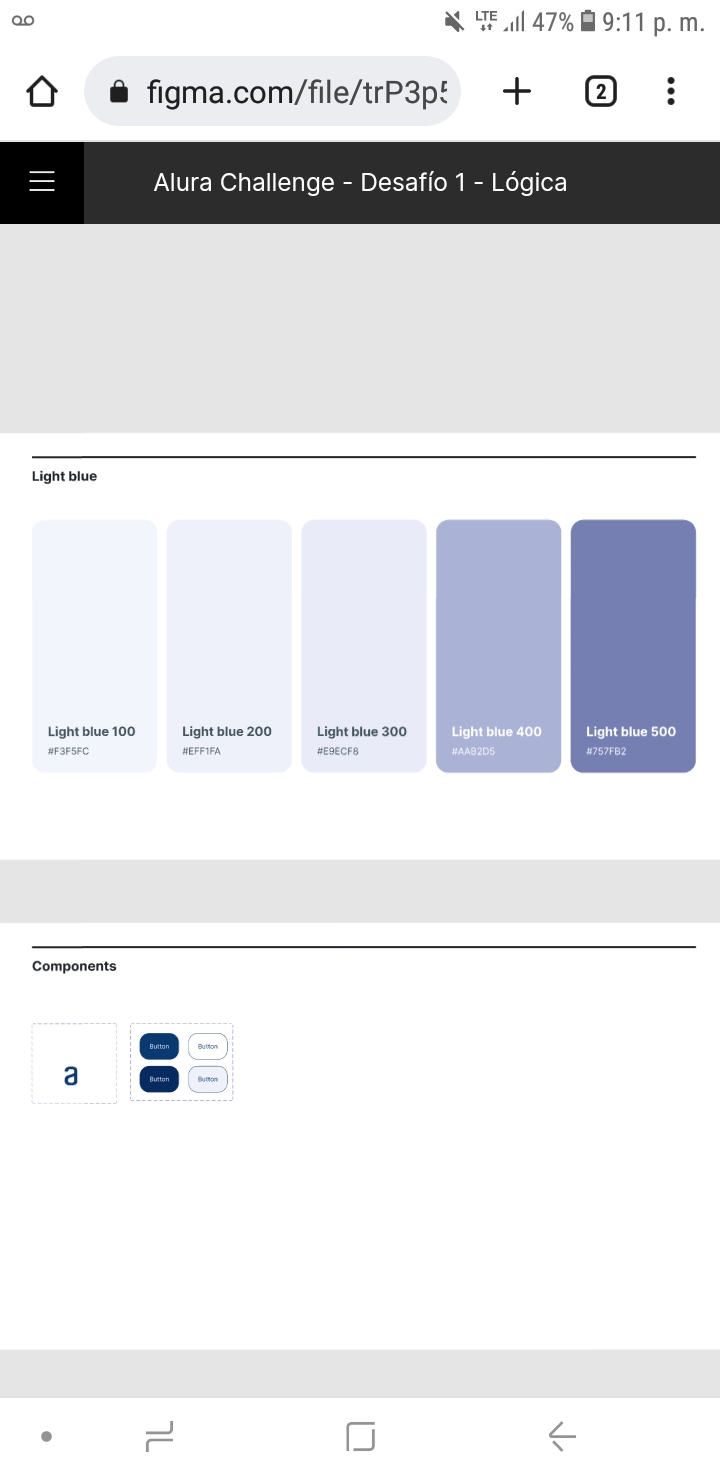 LTE 47% 9:11 p. m.
figma.com/file/trP3p5
2
Alura Challenge - Desafío 1 - Lógica
Light blue
Light blue 100
#F3F5FC
Light blue 200
#EFF1FA
Light blue 300
#E9ECF8
Light blue 400
#AAB2D5
Light blue 500
#757FB2
Components
a
Button Button
Button Button